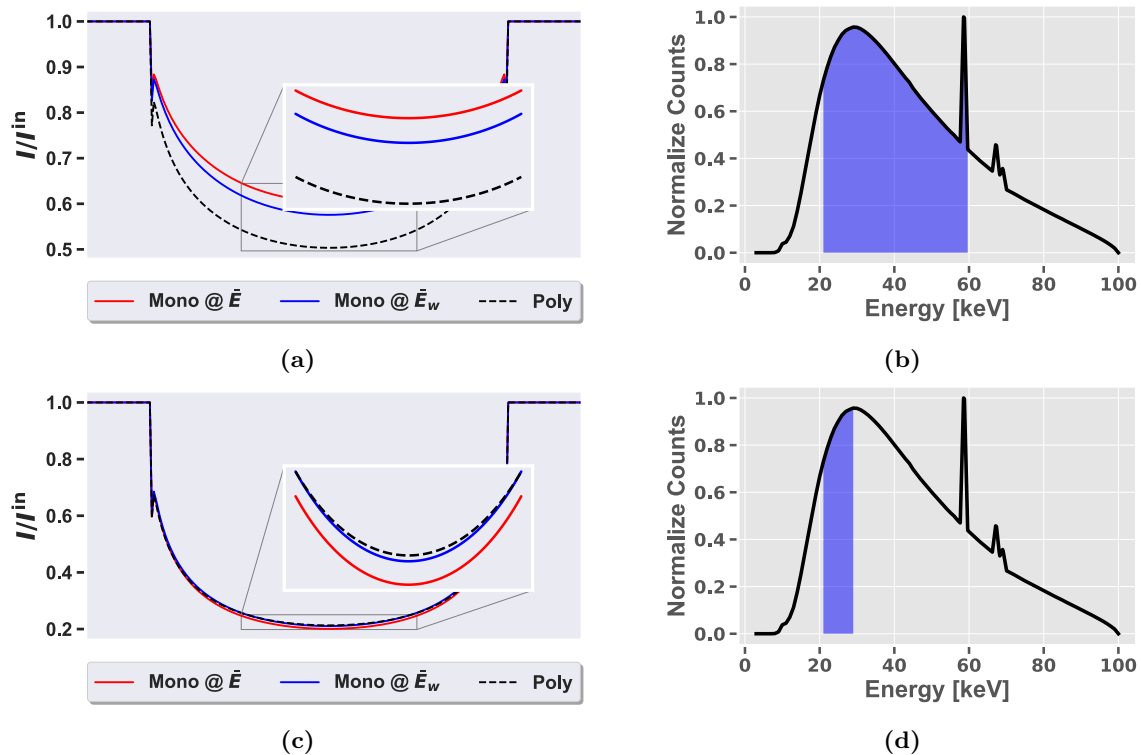 1.0
0.9
0.8
0.7
0.6
0.5
I/I^in
Mono @ Ē Mono @ Ē_w Poly
(a)
1.0
0.8
0.6
0.4
0.2
0.0
Normalize Counts
0 20 40 60 80 100
Energy [keV]
(b)
1.0
0.8
0.6
0.4
0.2
I/I^in
Mono @ Ē Mono @ Ē_w Poly
(c)
1.0
0.8
0.6
0.4
0.2
0.0
Normalize Counts
0 20 40 60 80 100
Energy [keV]
(d)